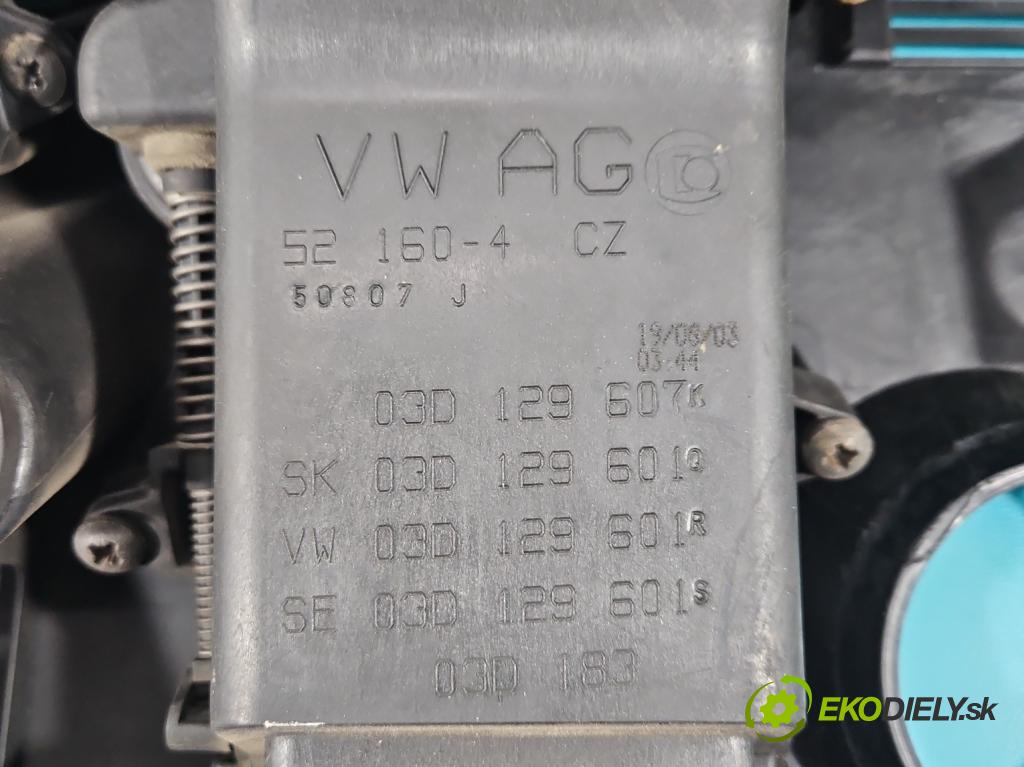 VW AG
52 160-4 CZ
50807 J
19/08/03
03:44
03D 129 607K
SK 03D 129 601Q
VW 03D 129 601R
SE 03D 129 601S
03D 183
EKODIELY.sk